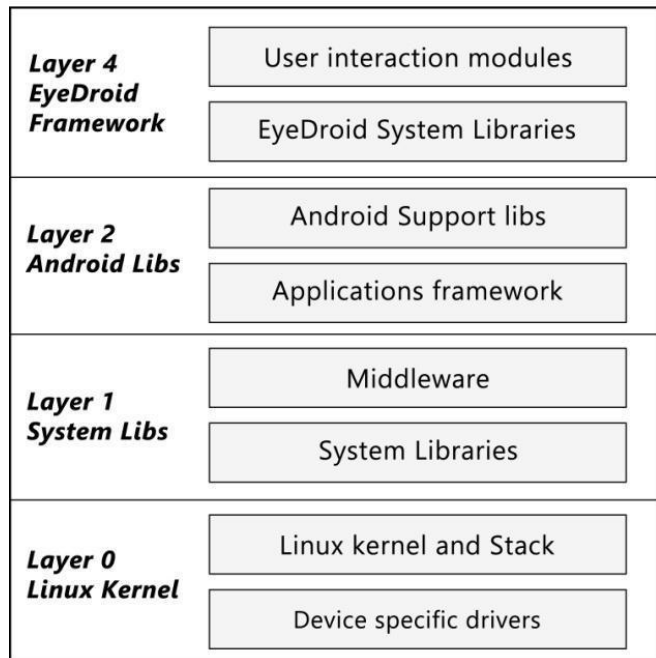 Layer 4
EyeDroid
Framework
User interaction modules
EyeDroid System Libraries
Layer 2
Android Libs
Android Support libs
Applications framework
Layer 1
System Libs
Middleware
System Libraries
Layer 0
Linux Kernel
Linux kernel and Stack
Device specific drivers